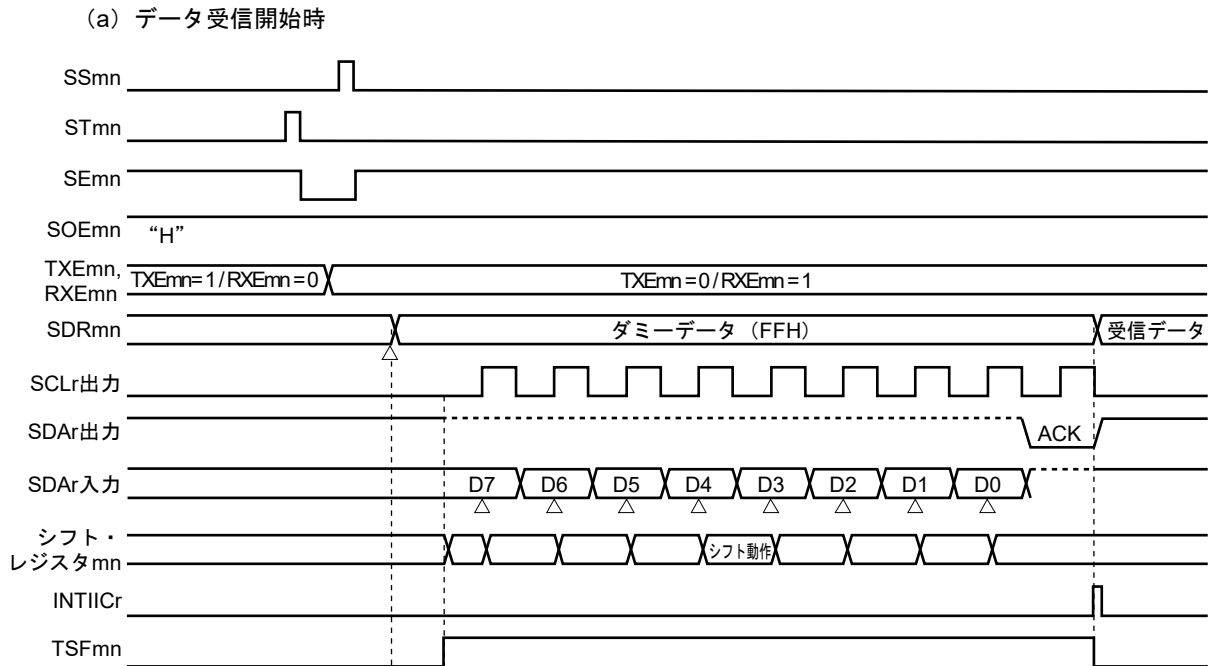 （a）データ受信開始時
SSmn
STmn
SEmn
SOEmn “H”
TXEmn,
RXEmn
TXEmn=1/RXEmn=0 TXEmn=0/RXEmn=1
SDRmn ダミーデータ（FFH） 受信データ
SCLr出力
SDAr出力 ACK
SDAr入力 D7 D6 D5 D4 D3 D2 D1 D0
シフト・
レジスタmn
シフト動作
INTIICr
TSFmn